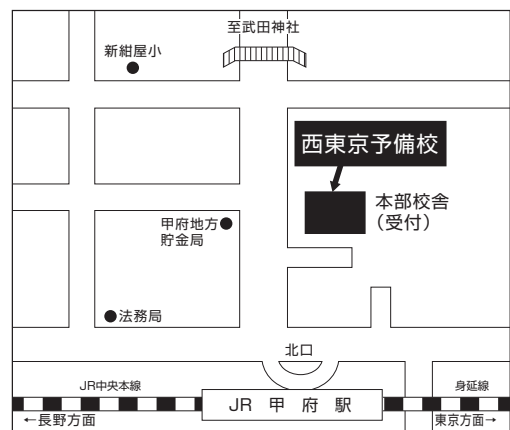 至武田神社
新紺屋小
西東京予備校
本部校舎
（受付）
甲府地方
貯金局
法務局
北口
JR中央本線
身延線
JR 甲 府 駅
←長野方面
東京方面→